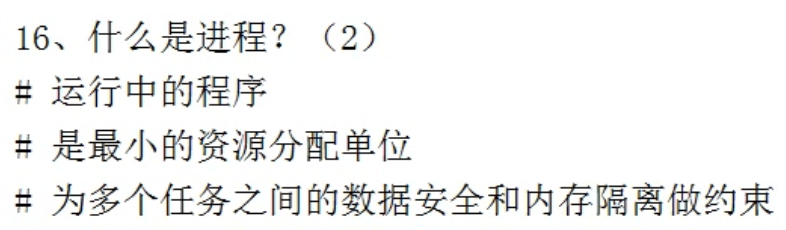 16、什么是进程？（2）
# 运行中的程序
# 是最小的资源分配单位
# 为多个任务之间的数据安全和内存隔离做约束